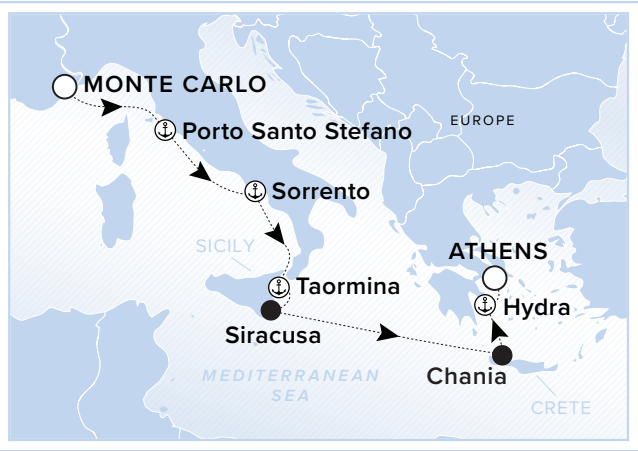 MONTE CARLO
Porto Santo Stefano
EUROPE
Sorrento
SICILY
ATHENS
Taormina
Hydra
Siracusa
Chania
MEDITERRANEAN
SEA
CRETE